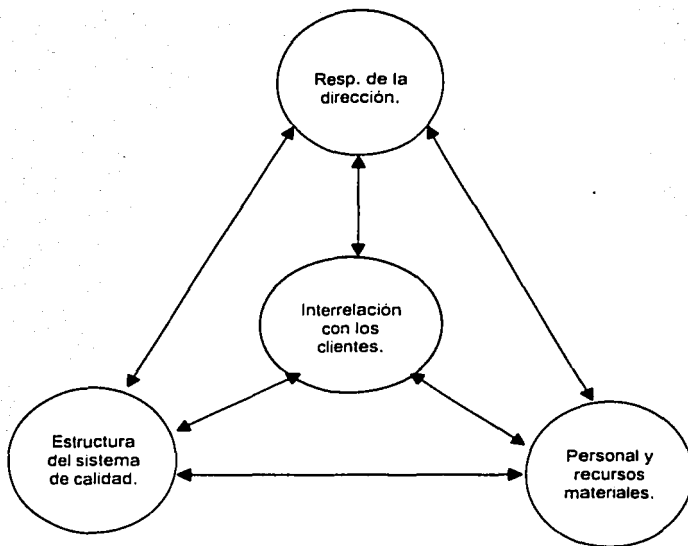 Resp. de la
dirección.
Interrelación
con los
clientes.
Estructura
del sistema
de calidad.
Personal y
recursos
materiales.